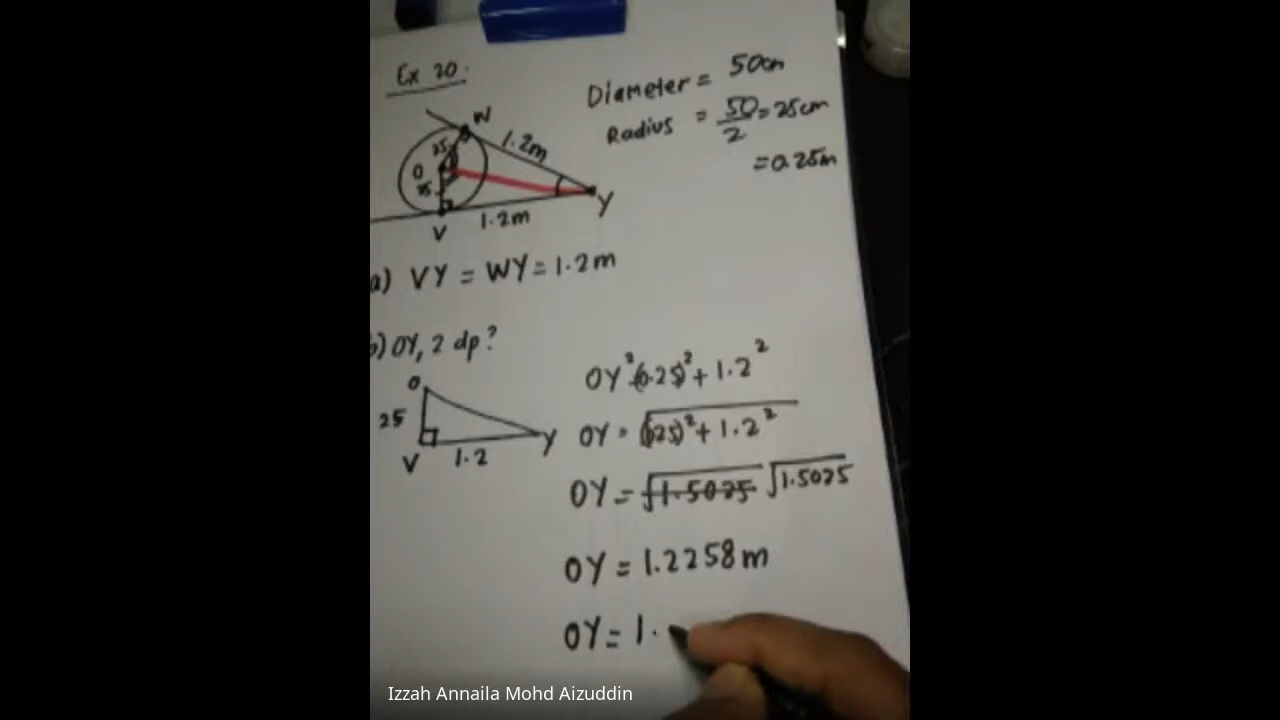 Ex 20.
Diameter = 50cm
Radius = 50/2 = 25cm
= 0.25m
W
1.2m
25
O
25
1.2m
Y
V
a) VY = WY = 1.2m
b) OY, 2 dp?
O
25
V
1.2
Y
OY² = (0.25)² + 1.2²
OY = √(0.25)² + 1.2²
OY = √1.5025 √1.5025
OY = 1.2258m
OY = 1.
Izzah Annaila Mohd Aizuddin